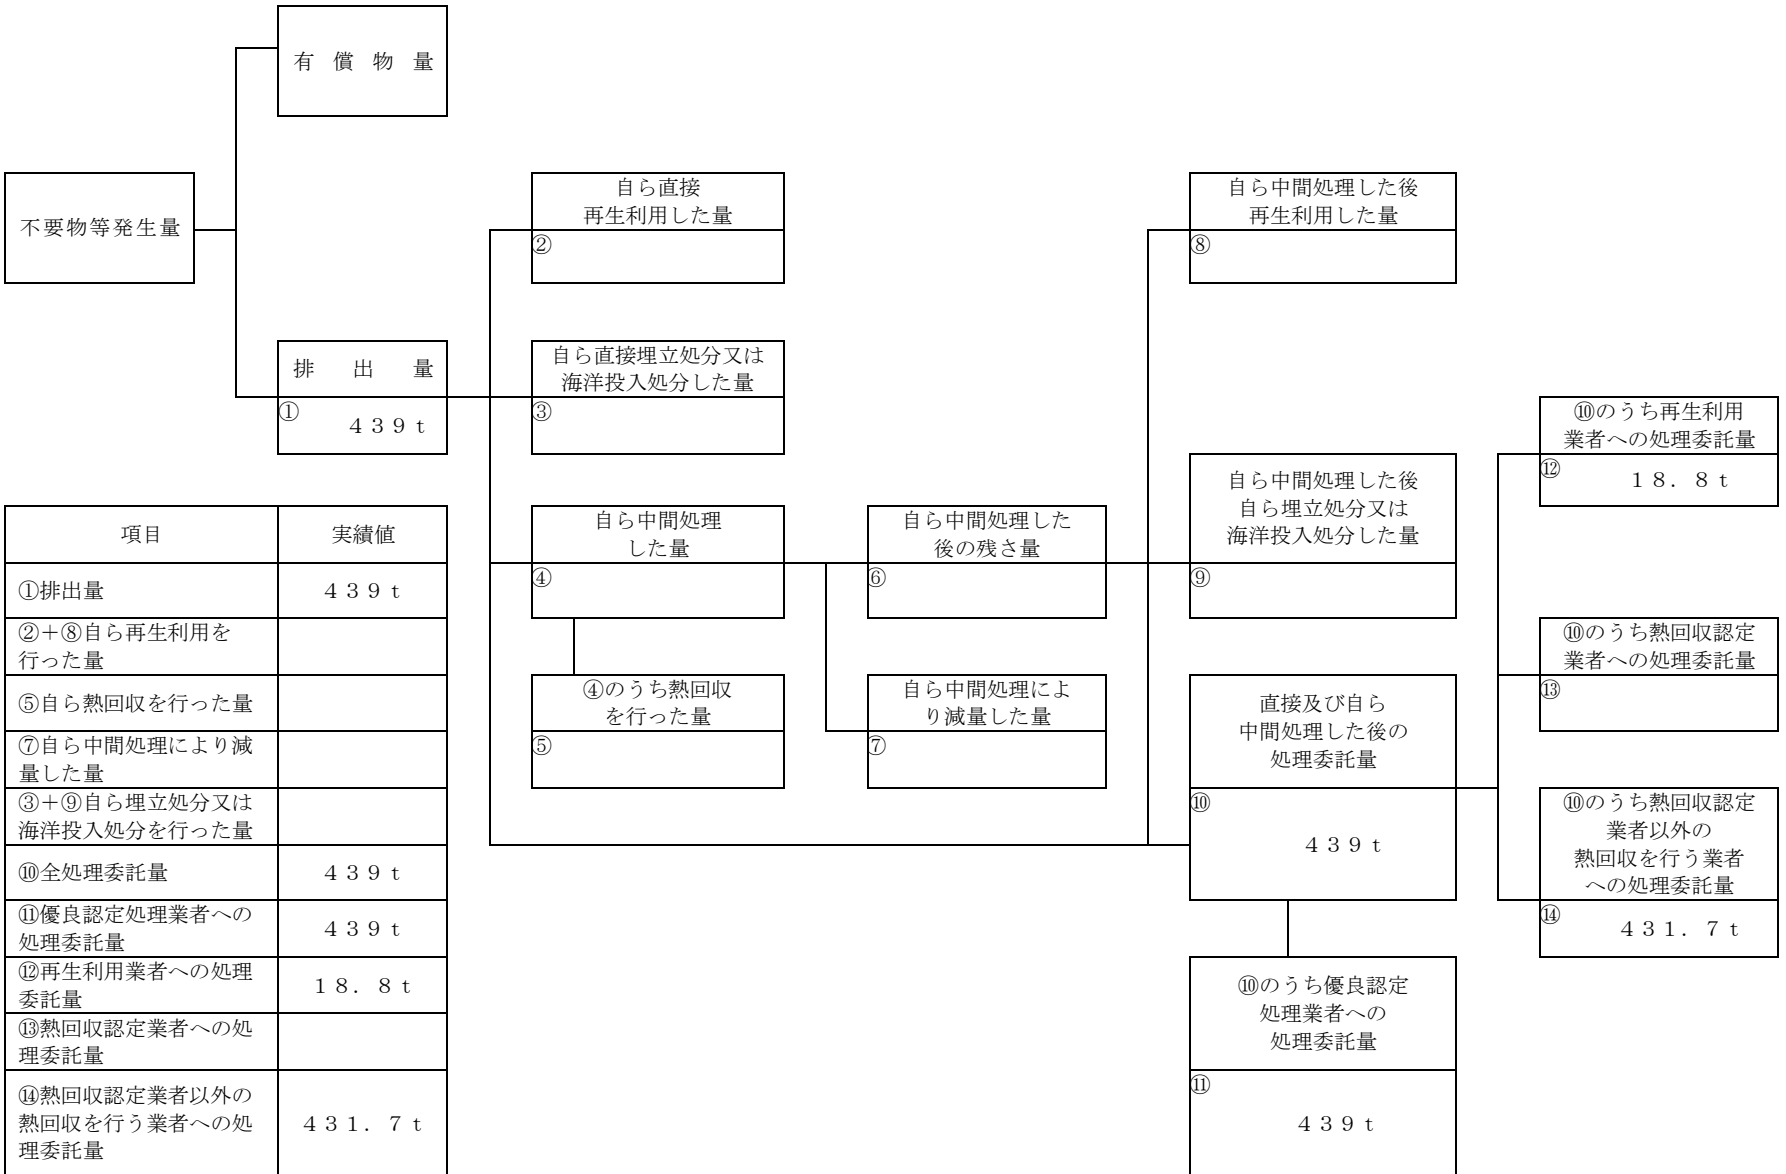 有償物量
不要物等発生量
自ら直接
再生利用した量
②
自ら中間処理した後
再生利用した量
⑧
排出量
①
４３９ｔ
自ら直接埋立処分又は
海洋投入処分した量
③
⑩のうち再生利用
業者への処理委託量
⑫
１８．８ｔ
自ら中間処理した後
自ら埋立処分又は
海洋投入処分した量
⑨
自ら中間処理
した量
④
自ら中間処理した
後の残さ量
⑥
⑩のうち熱回収認定
業者への処理委託量
⑬
④のうち熱回収
を行った量
⑤
自ら中間処理によ
り減量した量
⑦
直接及び自ら
中間処理した後の
処理委託量
⑩
４３９ｔ
⑩のうち熱回収認定
業者以外の
熱回収を行う業者
への処理委託量
⑭
４３１．７ｔ
⑩のうち優良認定
処理業者への
処理委託量
⑪
４３９ｔ
項目 実績値
①排出量 ４３９ｔ
②＋⑧自ら再生利用を
行った量
⑤自ら熱回収を行った量
⑦自ら中間処理により減
量した量
③＋⑨自ら埋立処分又は
海洋投入処分を行った量
⑩全処理委託量 ４３９ｔ
⑪優良認定処理業者への
処理委託量
４３９ｔ
⑫再生利用業者への処理
委託量
１８．８ｔ
⑬熱回収認定業者への処
理委託量
⑭熱回収認定業者以外の
熱回収を行う業者への処
理委託量
４３１．７ｔ